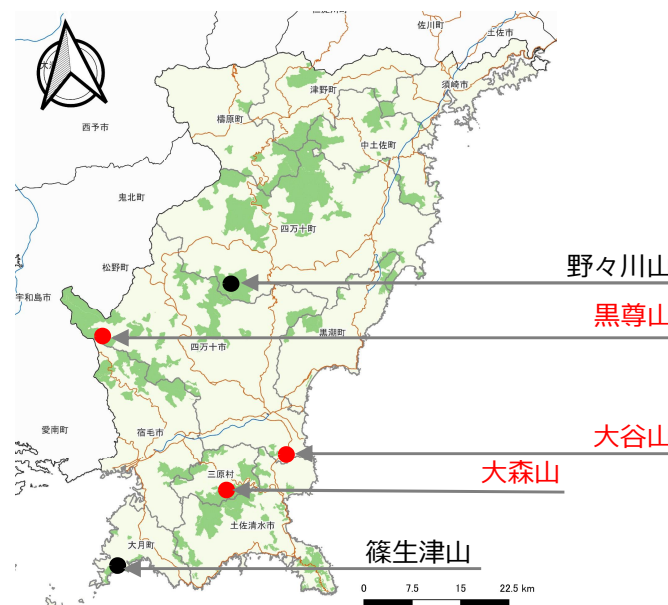 佐川町
土佐市
津野町
須崎市
西予市
梼原町
中土佐町
鬼北町
四万十町
松野町
野々川山
宇和島市
黒尊山
黒潮町
四万十市
愛南町
宿毛市
大谷山
三原村
大森山
土佐清水市
大月町
篠生津山
0 7.5 15 22.5 km